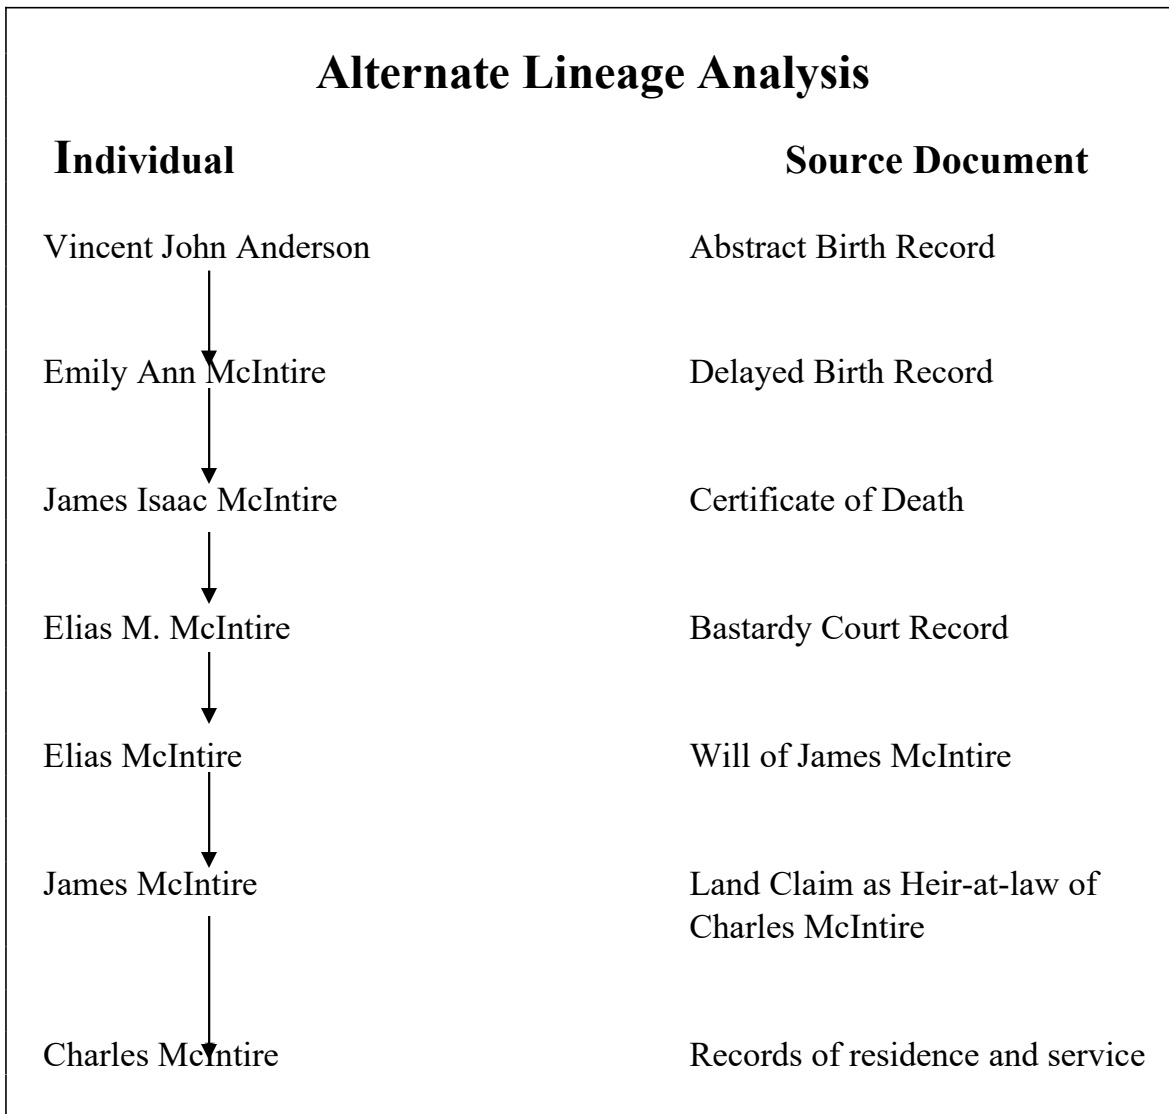 Alternate Lineage Analysis
Individual Source Document
Vincent John Anderson Abstract Birth Record
Emily Ann McIntire Delayed Birth Record
James Isaac McIntire Certificate of Death
Elias M. McIntire Bastardy Court Record
Elias McIntire Will of James McIntire
James McIntire Land Claim as Heir-at-law of
Charles McIntire
Charles McIntire Records of residence and service